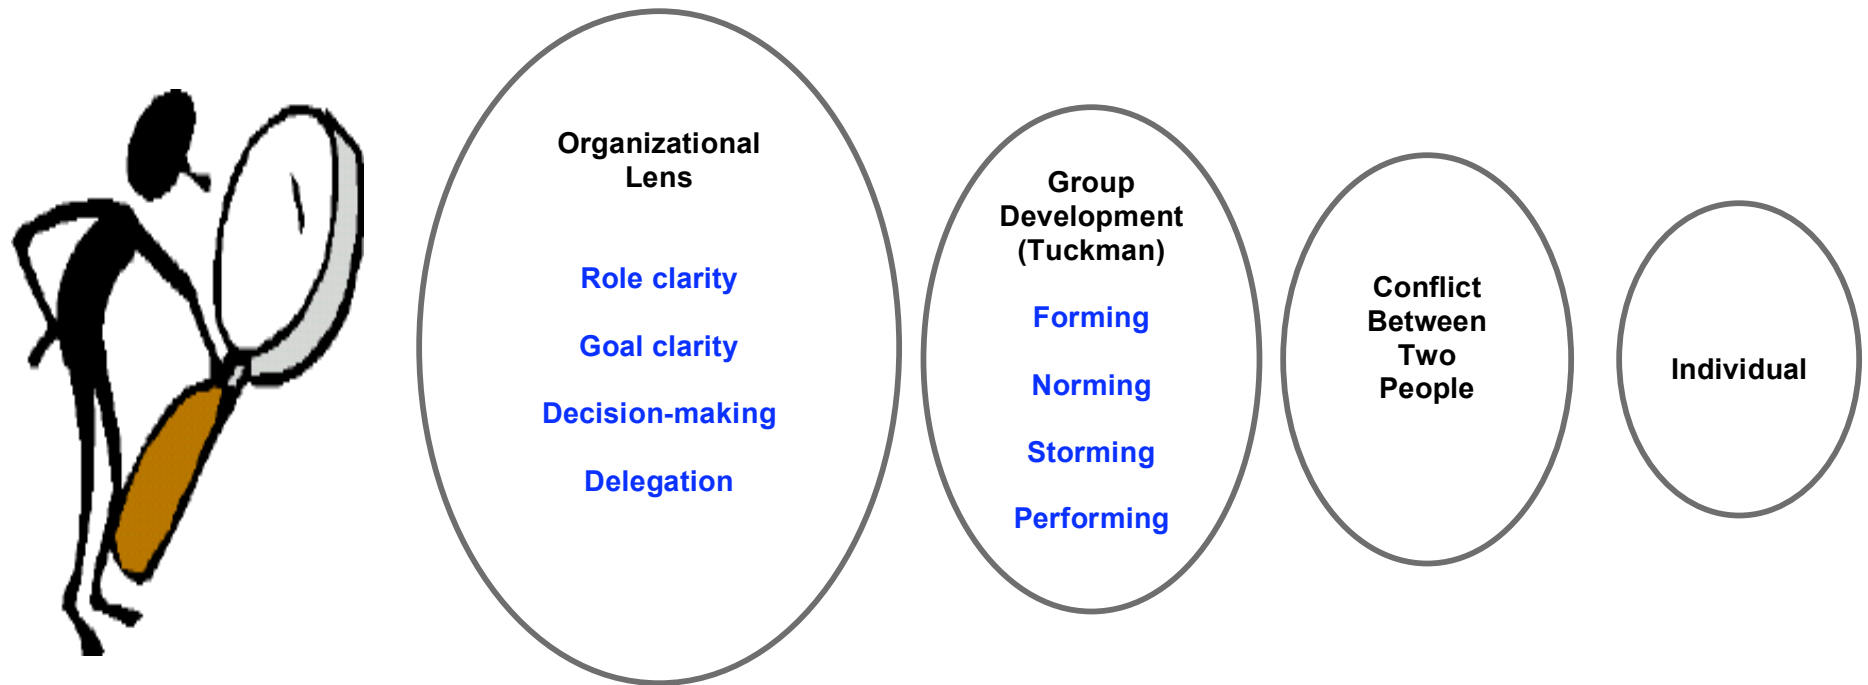 Organizational
Lens
Role clarity
Goal clarity
Decision-making
Delegation
Group
Development
(Tuckman)
Forming
Norming
Storming
Performing
Conflict
Between
Two
People
Individual